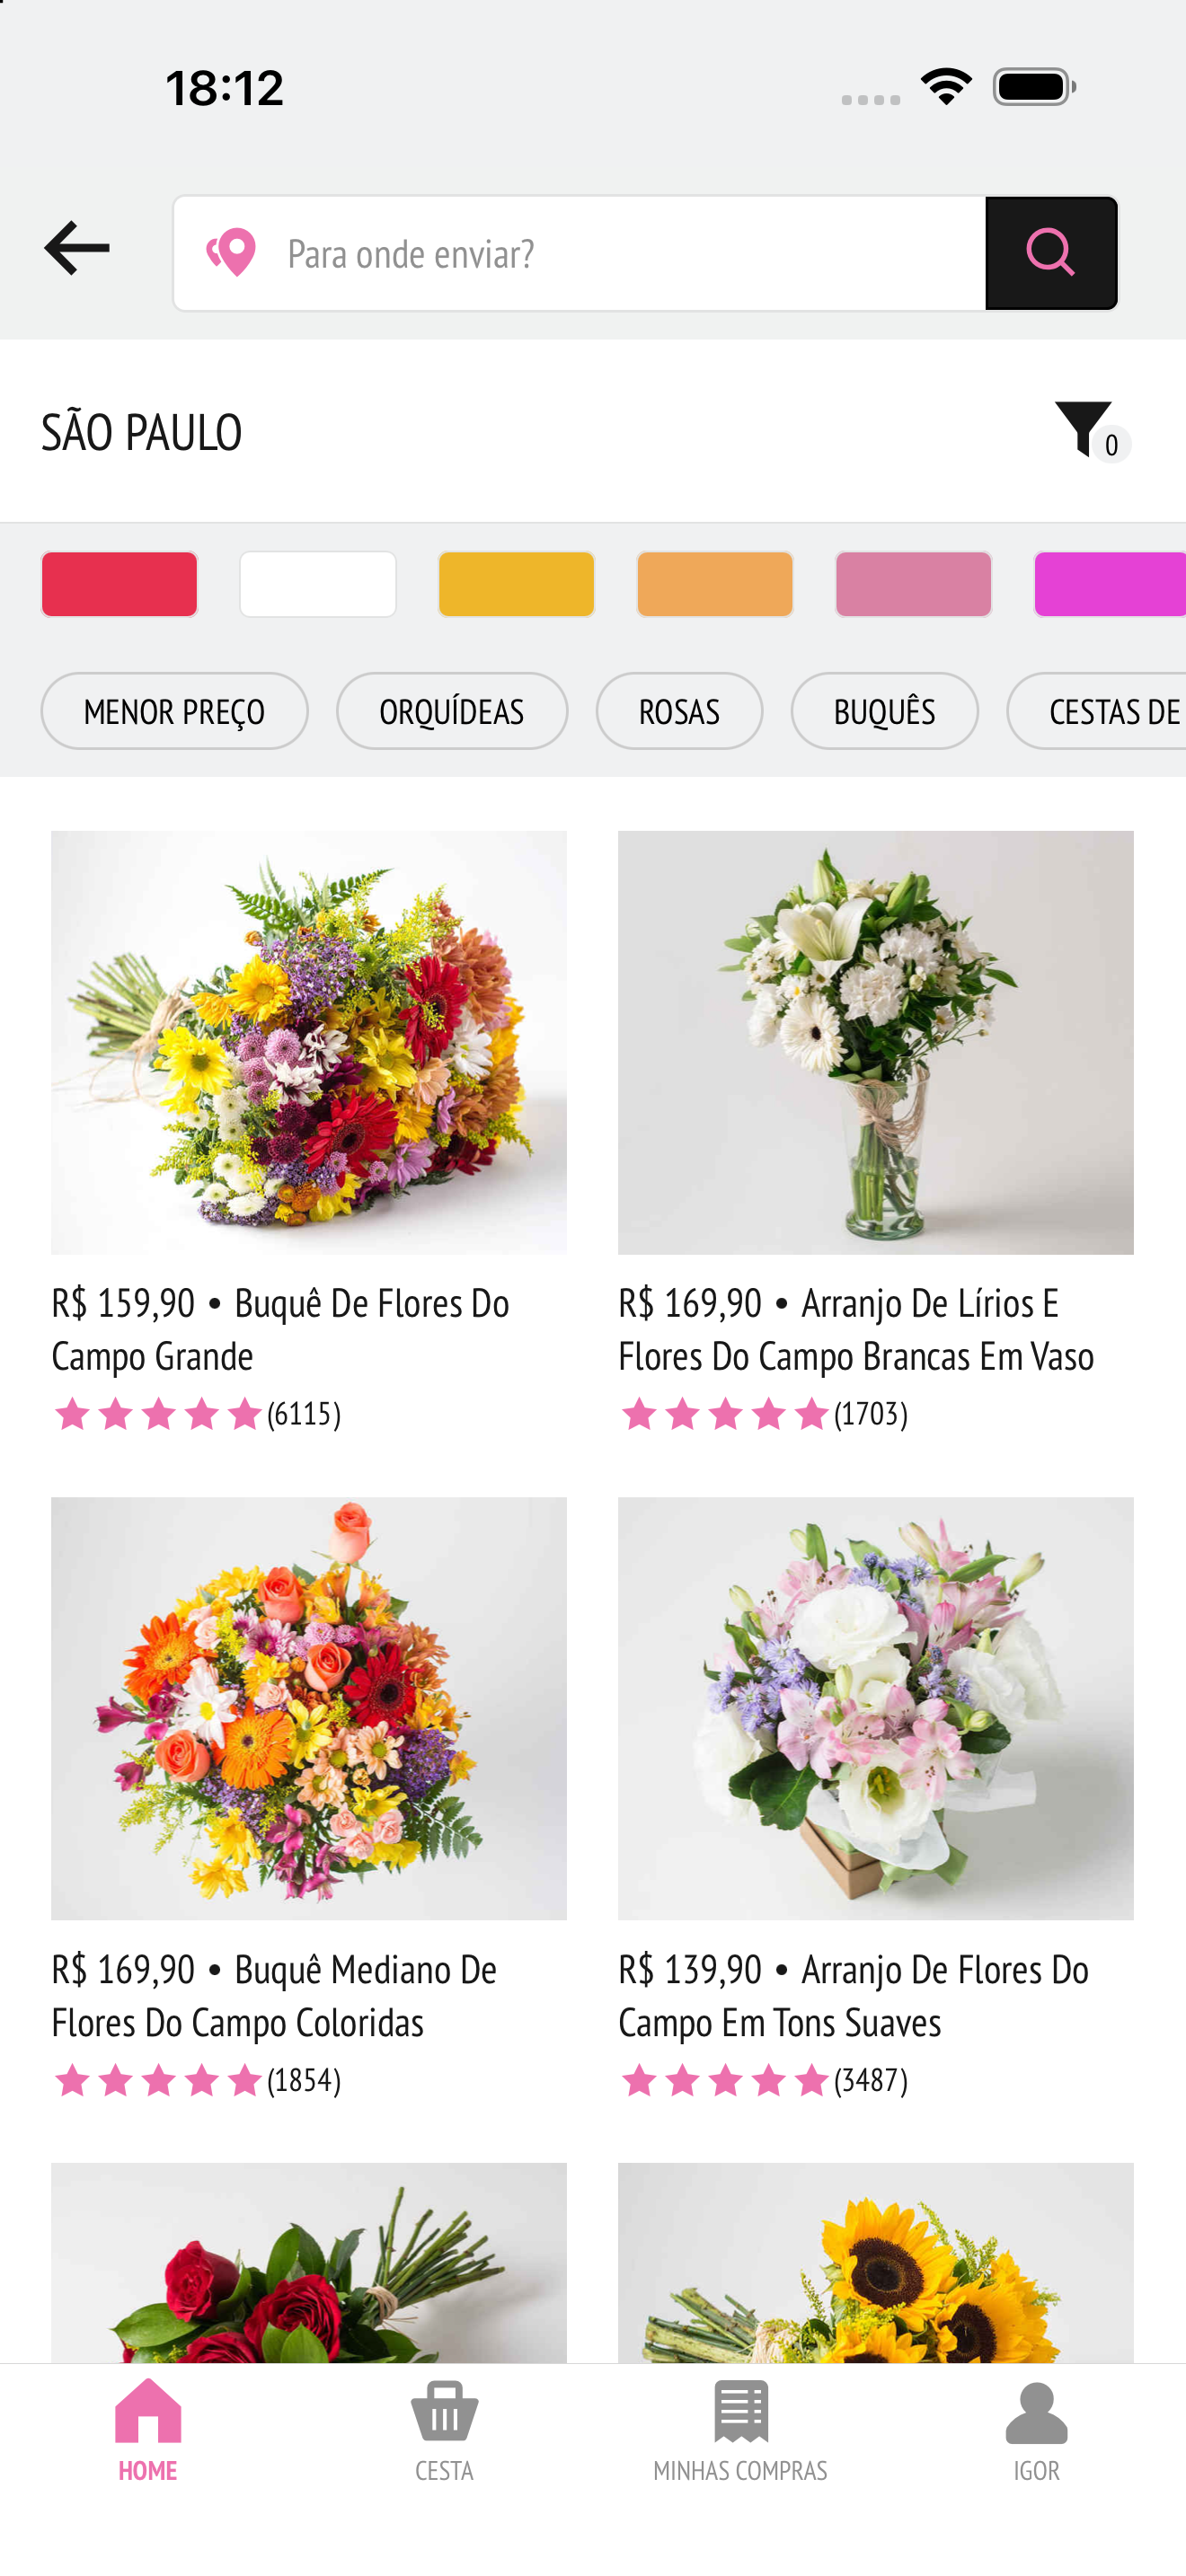 18:12
Para onde enviar?
SÃO PAULO
0
MENOR PREÇO
ORQUÍDEAS
ROSAS
BUQUÊS
CESTAS DE
R$ 159,90 • Buquê De Flores Do
Campo Grande
(6115)
R$ 169,90 • Arranjo De Lírios E
Flores Do Campo Brancas Em Vaso
(1703)
R$ 169,90 • Buquê Mediano De
Flores Do Campo Coloridas
(1854)
R$ 139,90 • Arranjo De Flores Do
Campo Em Tons Suaves
(3487)
HOME
CESTA
MINHAS COMPRAS
IGOR